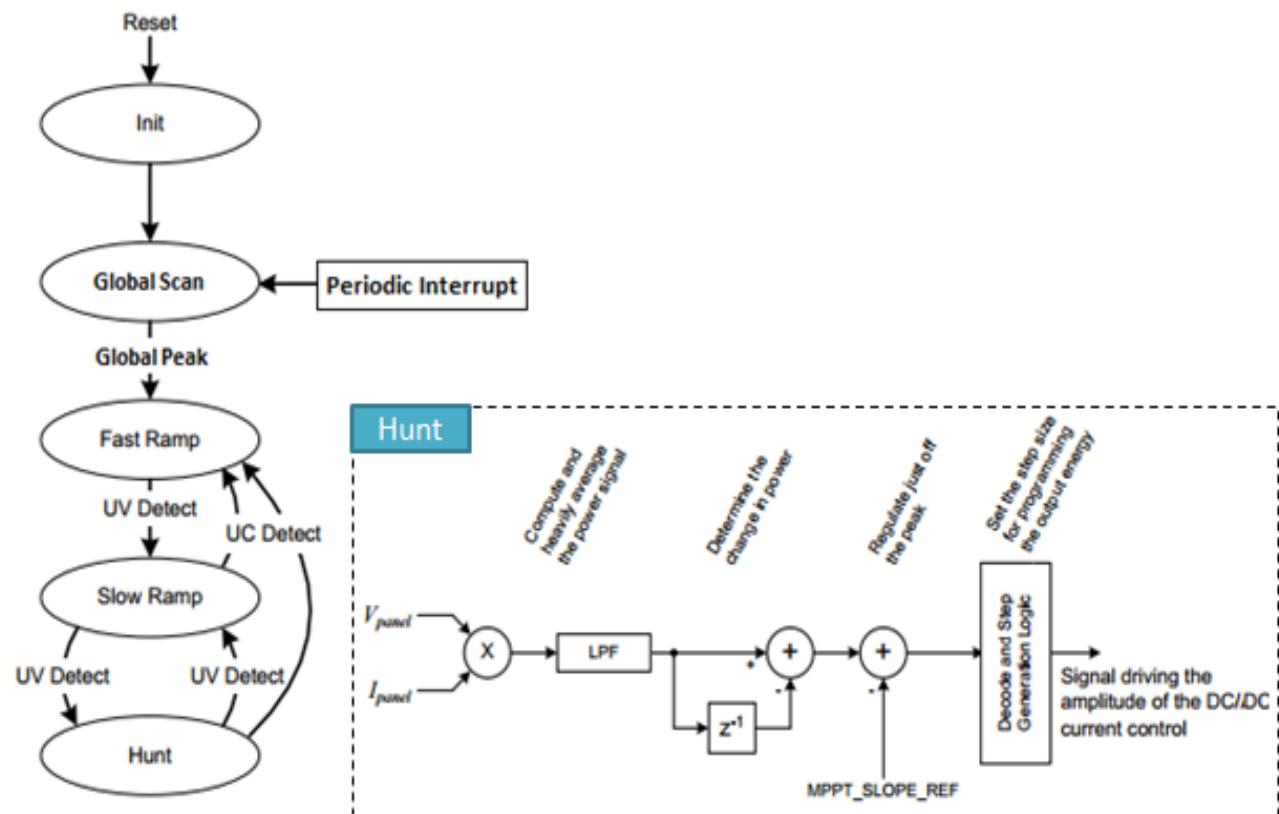 Reset
Init
Global Scan
Periodic Interrupt
Global Peak
Fast Ramp
UV Detect
UC Detect
Slow Ramp
UV Detect
UV Detect
Hunt
Hunt
Compute and
heavily average
the power signal
Determine the
change in power
Regulate just off
the peak
Set the step size
for programming
the output energy
V_panel
I_panel
X
LPF
+
+
-
z⁻¹
+
-
MPPT_SLOPE_REF
Decode and Step
Generation Logic
Signal driving the
amplitude of the DC/DC
current control